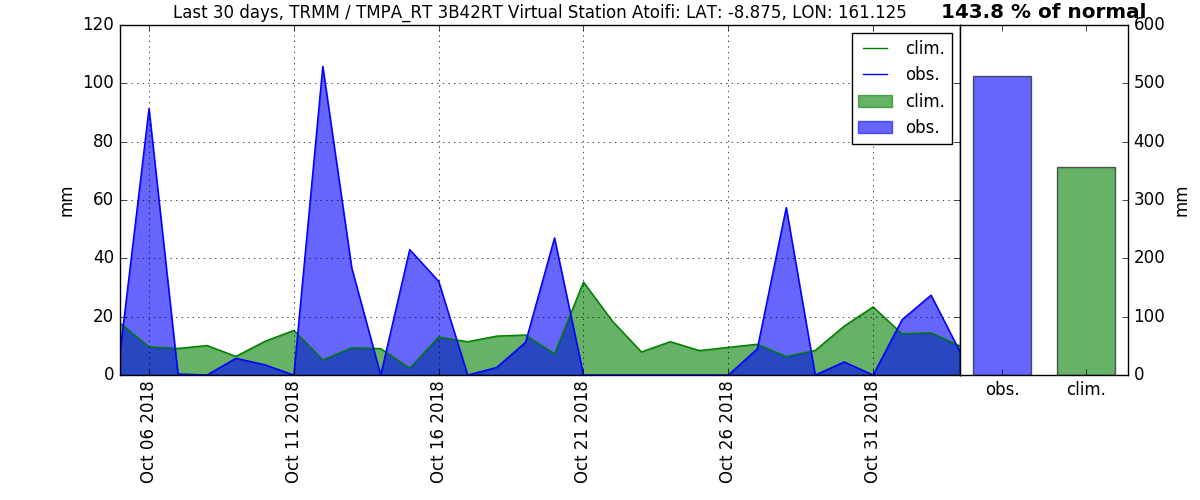 Last 30 days, TRMM / TMPA_RT 3B42RT Virtual Station Atoifi: LAT: -8.875, LON: 161.125
143.8 % of normal
120
100
80
60
40
20
0
mm
clim.
obs.
clim.
obs.
Oct 06 2018
Oct 11 2018
Oct 16 2018
Oct 21 2018
Oct 26 2018
Oct 31 2018
600
500
400
300
200
100
0
mm
obs.
clim.